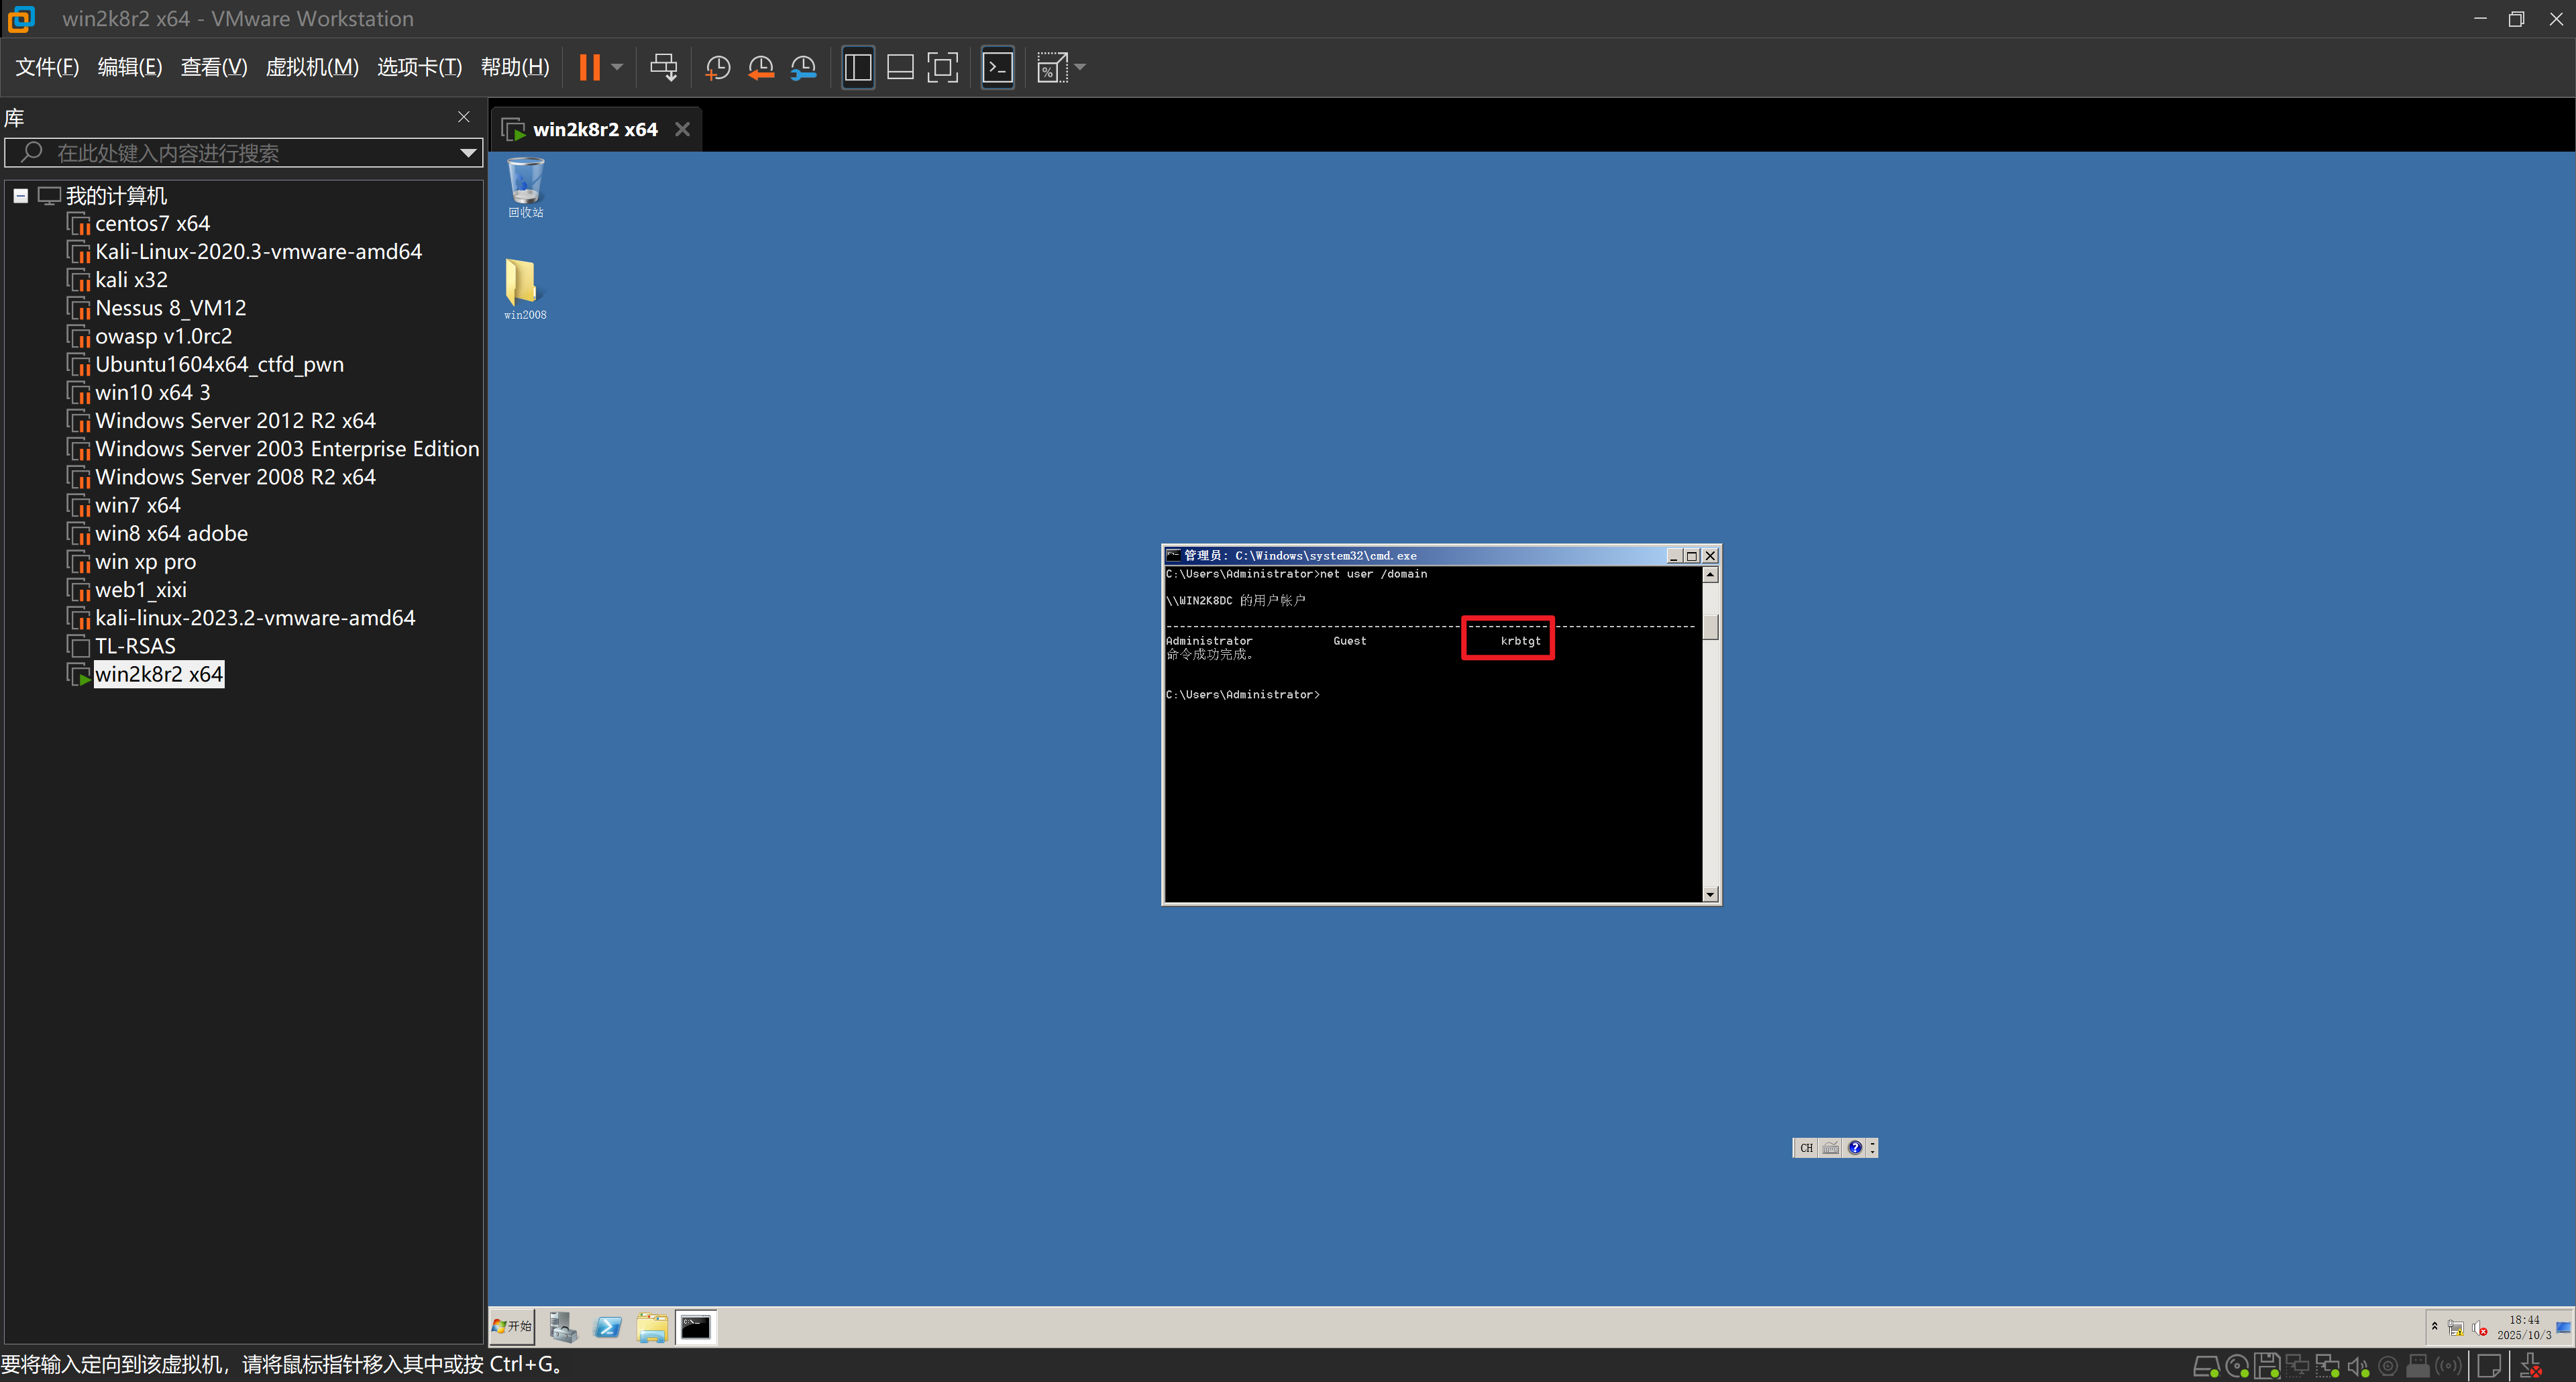 win2k8r2 x64 - VMware Workstation
文件(F) 编辑(E) 查看(V) 虚拟机(M) 选项卡(T) 帮助(H)
库
在此处键入内容进行搜索
我的计算机
centos7 x64
Kali-Linux-2020.3-vmware-amd64
kali x32
Nessus 8_VM12
owasp v1.0rc2
Ubuntu1604x64_ctfd_pwn
win10 x64 3
Windows Server 2012 R2 x64
Windows Server 2003 Enterprise Edition
Windows Server 2008 R2 x64
win7 x64
win8 x64 adobe
win xp pro
web1_xixi
kali-linux-2023.2-vmware-amd64
TL-RSAS
win2k8r2 x64
win2k8r2 x64
回收站
win2008
管理员: C:\Windows\system32\cmd.exe
C:\Users\Administrator>net user /domain
\\WIN2K8DC 的用户帐户
-------------------------------------------------------------------------------
Administrator Guest krbtgt
命令成功完成。
C:\Users\Administrator>
CH
开始
18:44
2025/10/3
要将输入定向到该虚拟机，请将鼠标指针移入其中或按 Ctrl+G。